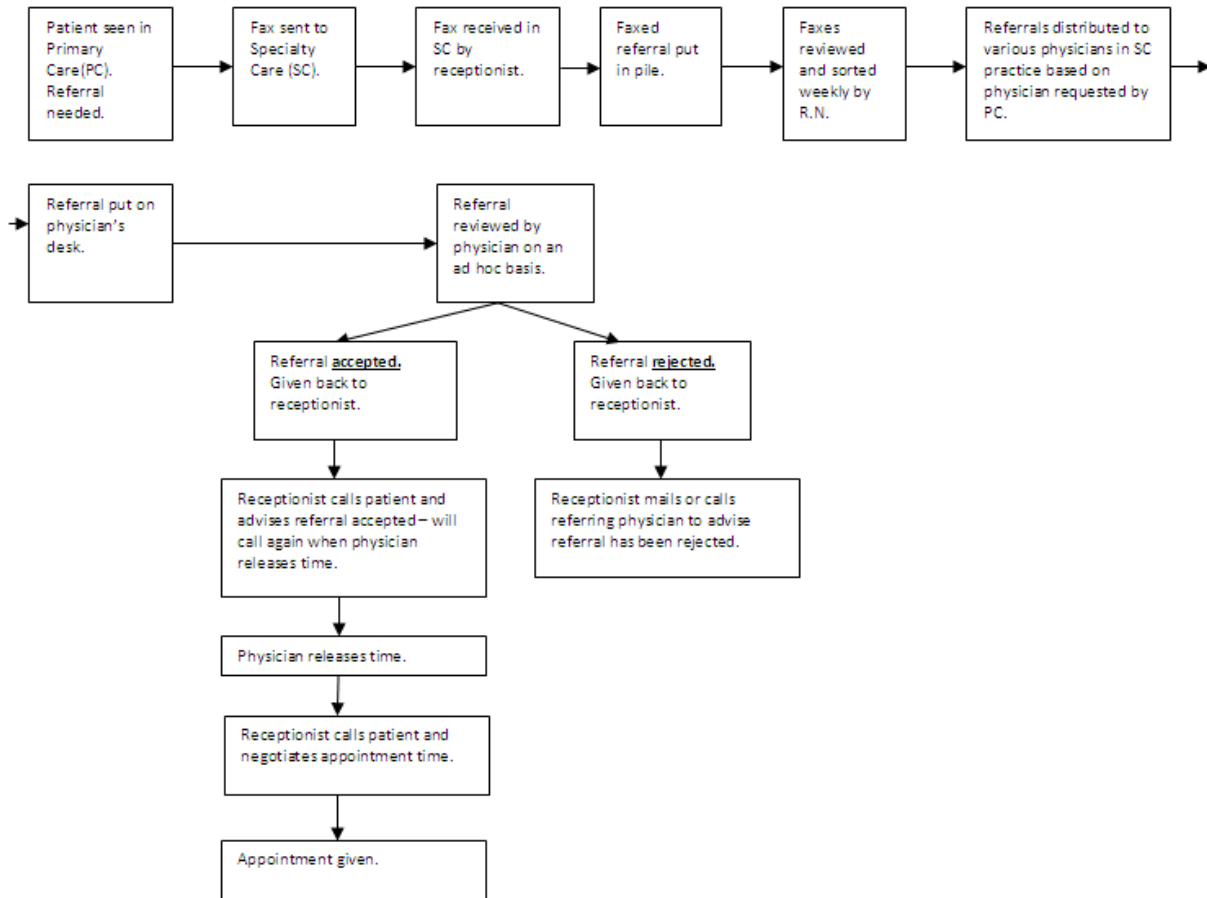 Patient seen in
Primary
Care(PC).
Referral
needed.
Fax sent to
Specialty
Care (SC).
Fax received in
SC by
receptionist.
Faxed
referral put
in pile.
Faxes
reviewed
and sorted
weekly by
R.N.
Referrals distributed to
various physicians in SC
practice based on
physician requested by
PC.
Referral put on
physician's
desk.
Referral
reviewed by
physician on an
ad hoc basis.
Referral accepted.
Given back to
receptionist.
Referral rejected.
Given back to
receptionist.
Receptionist calls patient and
advises referral accepted – will
call again when physician
releases time.
Receptionist mails or calls
referring physician to advise
referral has been rejected.
Physician releases time.
Receptionist calls patient and
negotiates appointment time.
Appointment given.